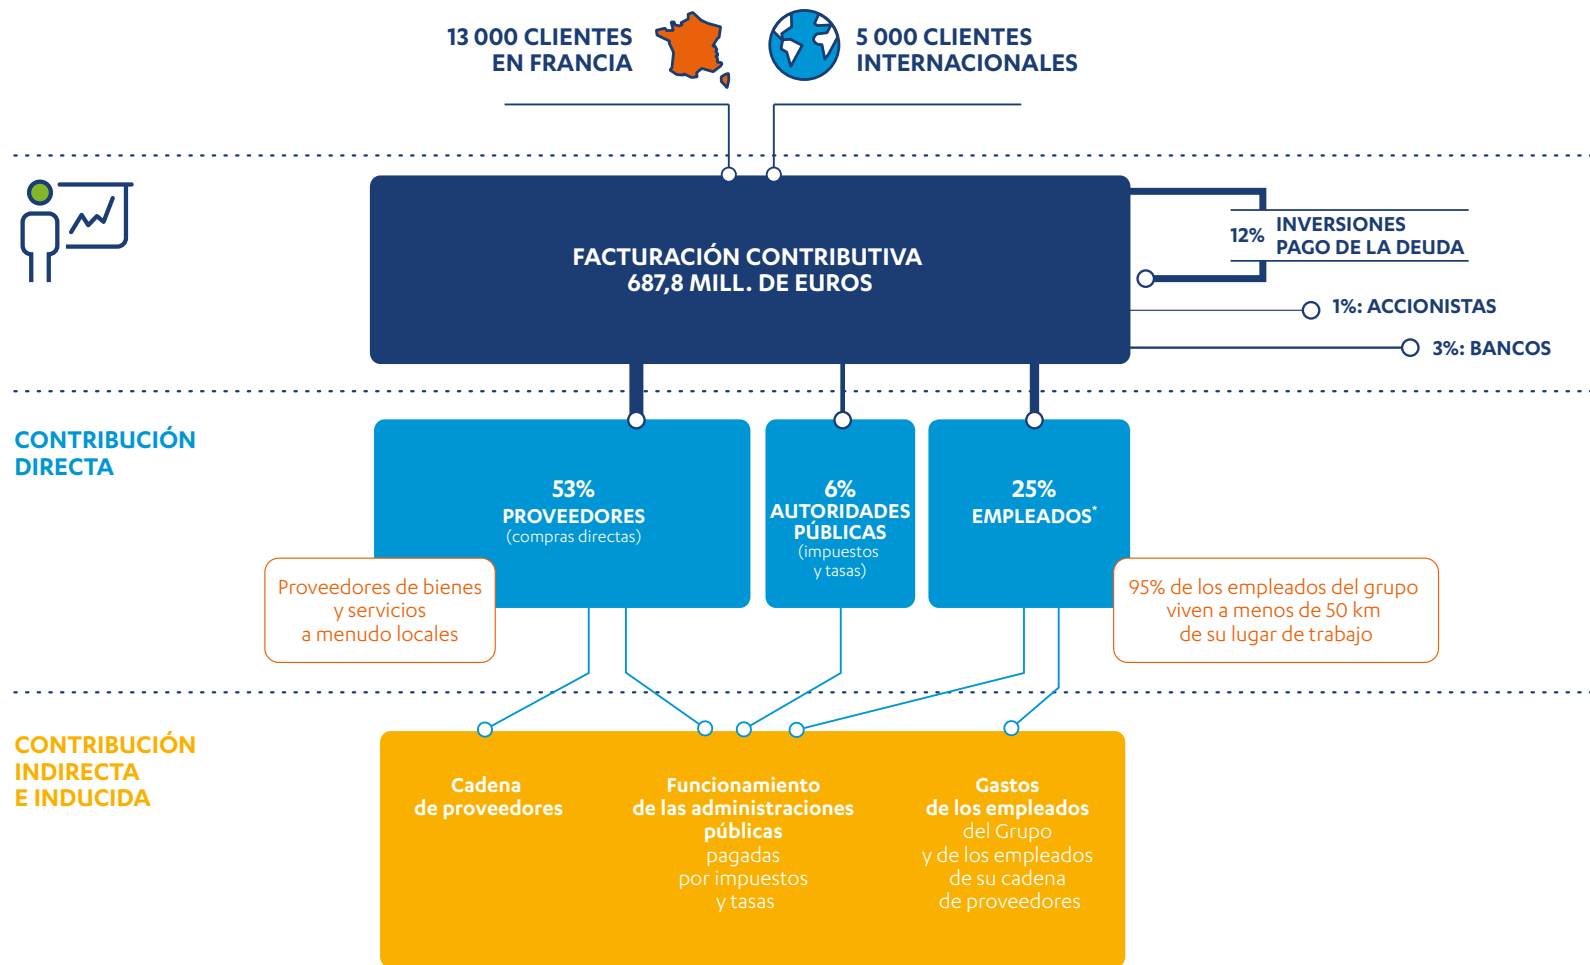 13 000 CLIENTES
EN FRANCIA
5 000 CLIENTES
INTERNACIONALES
FACTURACIÓN CONTRIBUTIVA
687,8 MILL. DE EUROS
12%
INVERSIONES
PAGO DE LA DEUDA
1%: ACCIONISTAS
3%: BANCOS
CONTRIBUCIÓN
DIRECTA
53%
PROVEEDORES
(compras directas)
6%
AUTORIDADES
PÚBLICAS
(impuestos
y tasas)
25%
EMPLEADOS*
Proveedores de bienes
y servicios
a menudo locales
95% de los empleados del grupo
viven a menos de 50 km
de su lugar de trabajo
CONTRIBUCIÓN
INDIRECTA
E INDUCIDA
Cadena
de proveedores
Funcionamiento
de las administraciones
públicas
pagadas
por impuestos
y tasas
Gastos
de los empleados
del Grupo
y de los empleados
de su cadena
de proveedores